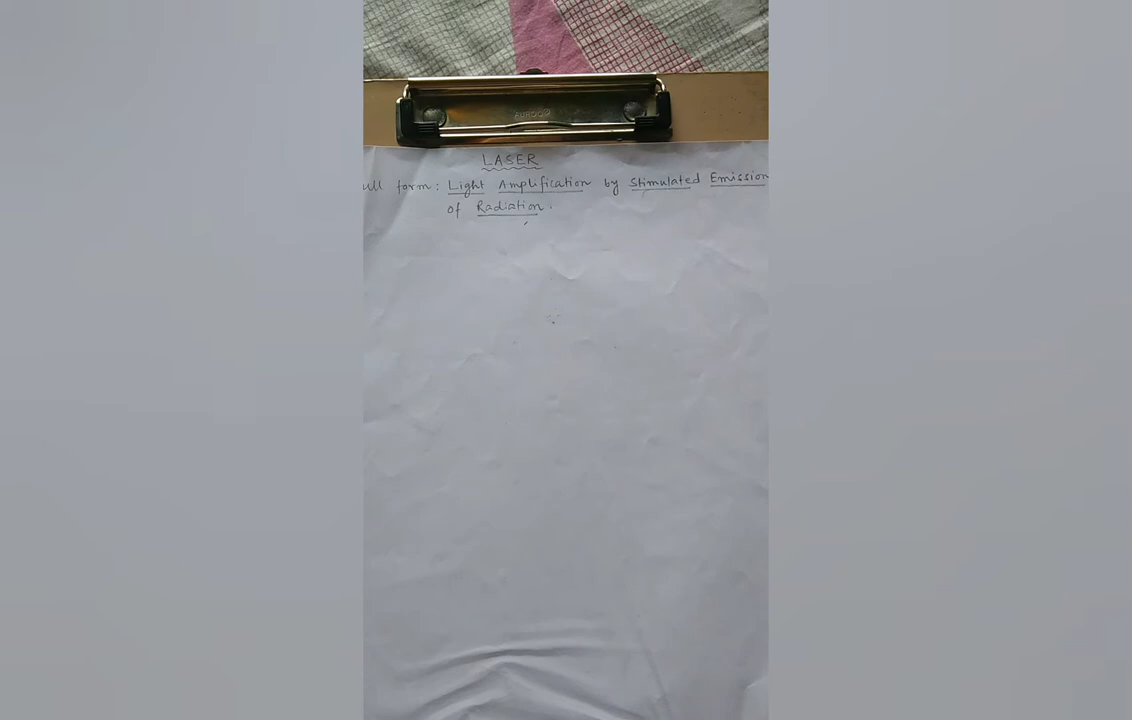 LASER
ull form: Light Amplification by Stimulated Emission
of Radiation.